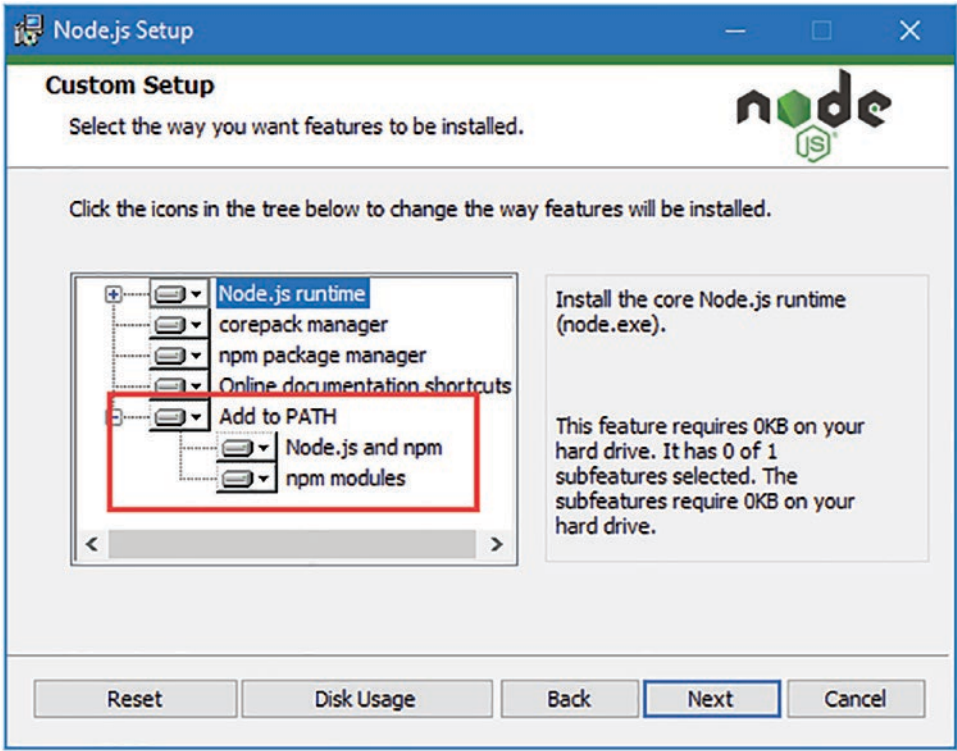 Node.js Setup
Custom Setup
Select the way you want features to be installed.
node
JS
Click the icons in the tree below to change the way features will be installed.
Node.js runtime
corepack manager
npm package manager
Online documentation shortcuts
Add to PATH
Node.js and npm
npm modules
Install the core Node.js runtime
(node.exe).
This feature requires 0KB on your
hard drive. It has 0 of 1
subfeatures selected. The
subfeatures require 0KB on your
hard drive.
Reset
Disk Usage
Back
Next
Cancel